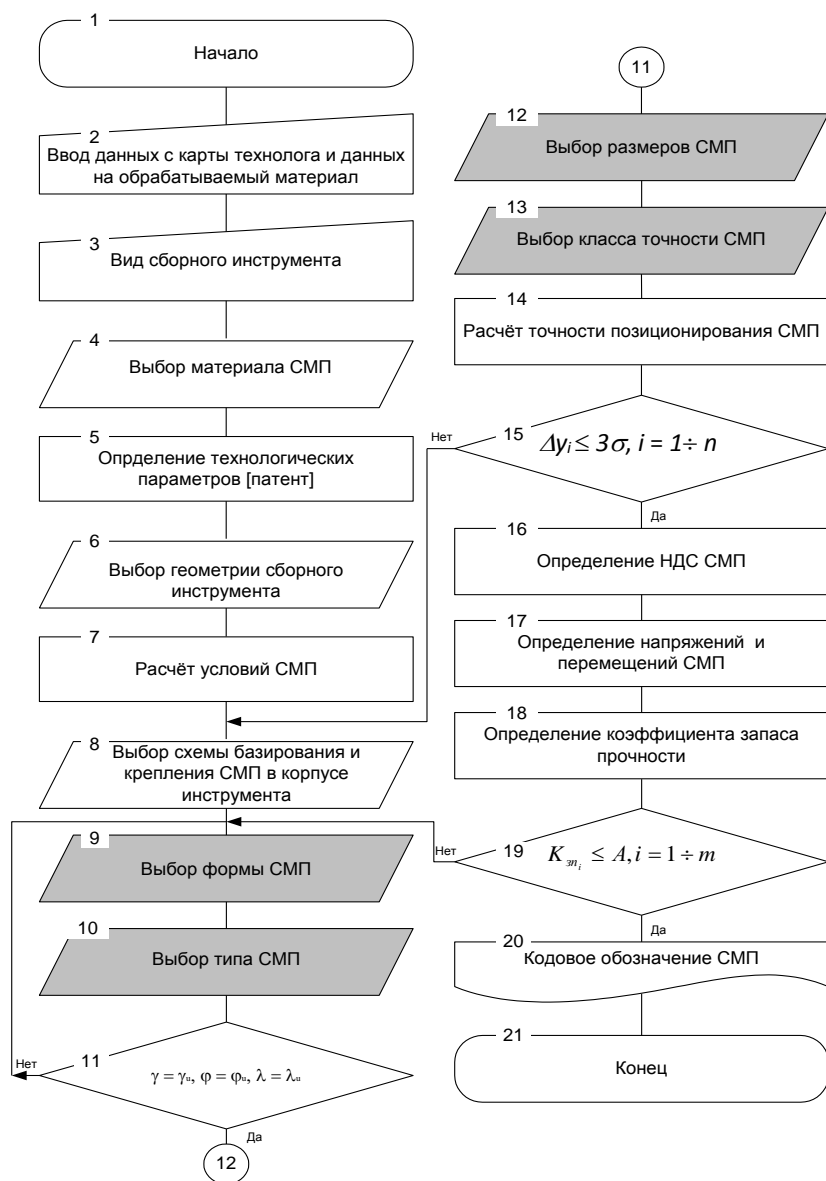 1
Начало
2
Ввод данных с карты технолога и данных
на обрабатываемый материал
3
Вид сборного инструмента
4
Выбор материала СМП
5
Опрделение технологических
параметров [патент]
6
Выбор геометрии сборного
инструмента
7
Расчёт условий СМП
8
Выбор схемы базирования и
крепления СМП в корпусе
инструмента
9
Выбор формы СМП
10
Выбор типа СМП
Нет
11
γ = γᵤ, φ = φᵤ, λ = λᵤ
Да
12
11
12
Выбор размеров СМП
13
Выбор класса точности СМП
14
Расчёт точности позиционирования СМП
Нет
15
Δyᵢ ≤ 3σ, i = 1÷ n
Да
16
Определение НДС СМП
17
Определение напряжений и
перемещений СМП
18
Определение коэффициента запаса
прочности
Нет
19
K зп i ≤ A, i = 1 ÷ m
Да
20
Кодовое обозначение СМП
21
Конец